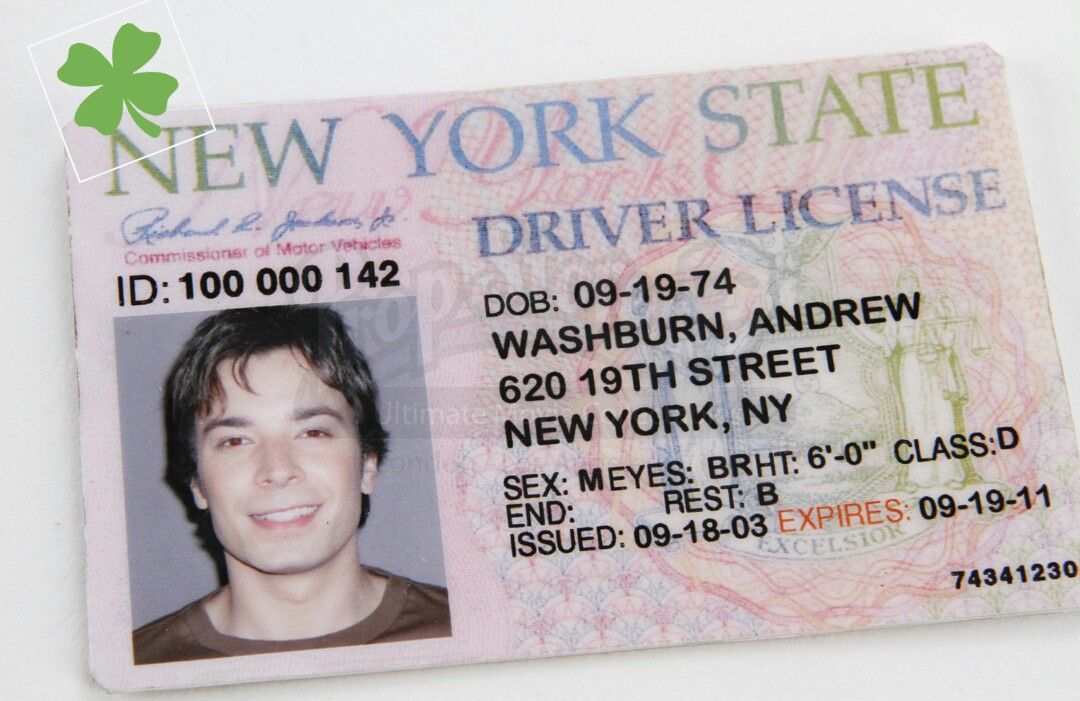 NEW YORK STATE
DRIVER LICENSE
Richard E. Jackson, Jr.
Commissioner of Motor Vehicles
ID: 100 000 142
DOB: 09-19-74
WASHBURN, ANDREW
620 19TH STREET
NEW YORK, NY
SEX: M EYES: BR HT: 6'-0" CLASS: D
END: REST: B
ISSUED: 09-18-03 EXPIRES: 09-19-11
EXCELSIOR
74341230
Ultimate Movie
London